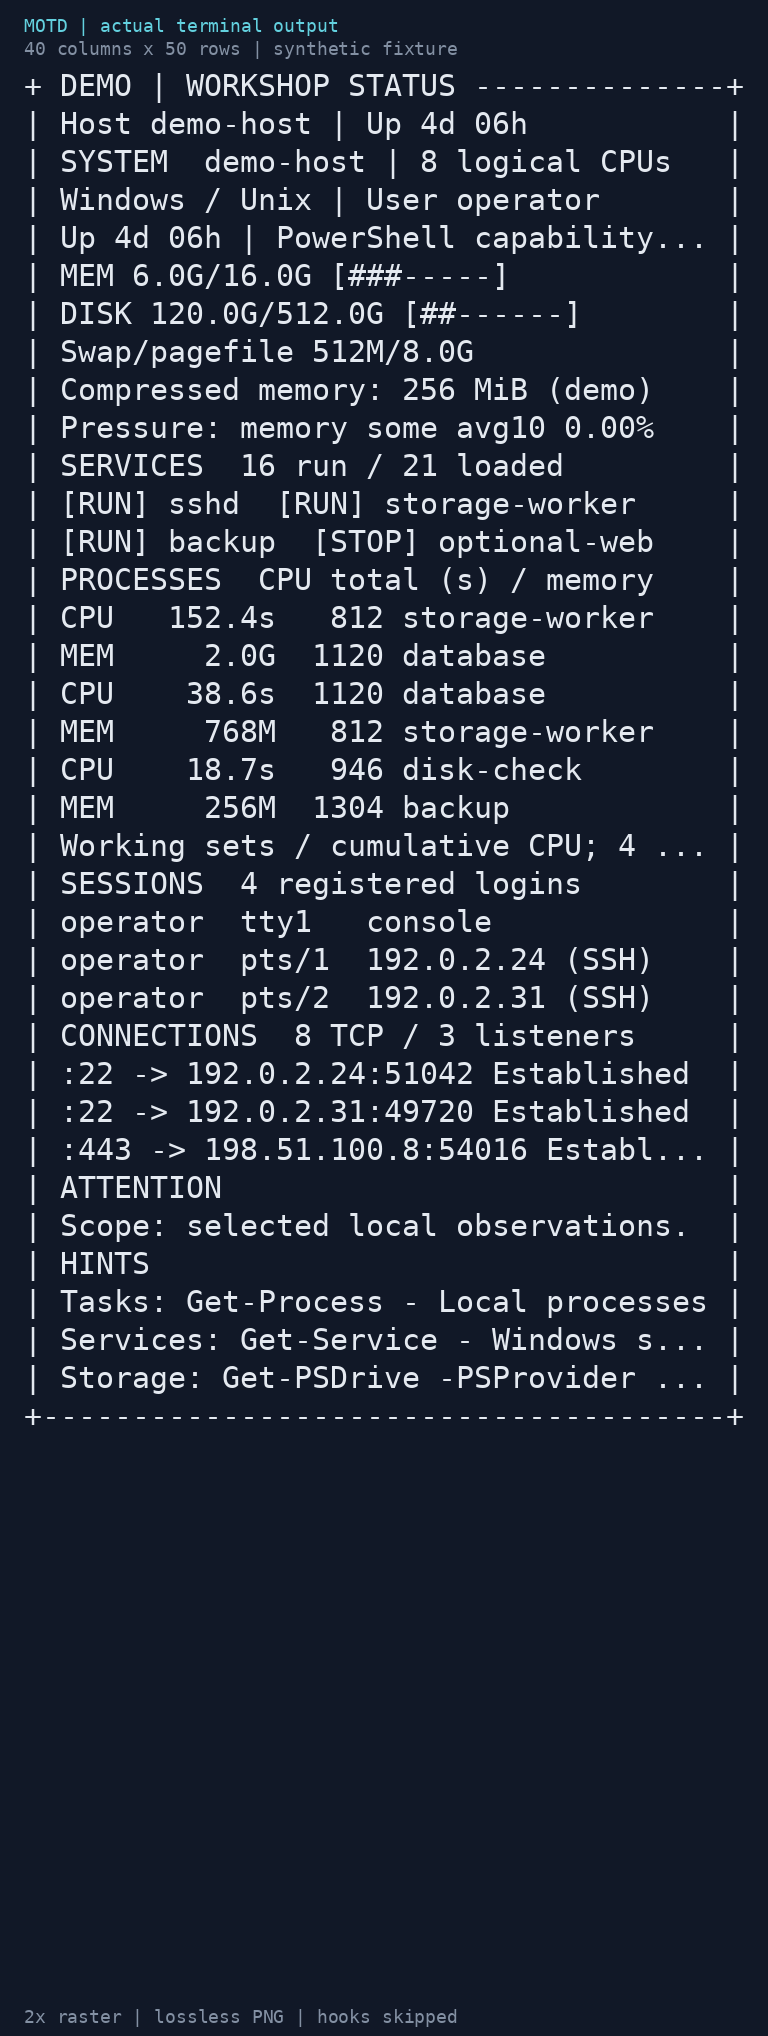 MOTD | actual terminal output
40 columns x 50 rows | synthetic fixture
+ DEMO | WORKSHOP STATUS --------------+
| Host demo-host | Up 4d 06h           |
| SYSTEM  demo-host | 8 logical CPUs   |
| Windows / Unix | User operator       |
| Up 4d 06h | PowerShell capability... |
| MEM 6.0G/16.0G [###-----]            |
| DISK 120.0G/512.0G [##------]        |
| Swap/pagefile 512M/8.0G              |
| Compressed memory: 256 MiB (demo)    |
| Pressure: memory some avg10 0.00%    |
| SERVICES  16 run / 21 loaded         |
| [RUN] sshd  [RUN] storage-worker     |
| [RUN] backup  [STOP] optional-web    |
| PROCESSES  CPU total (s) / memory    |
| CPU   152.4s   812 storage-worker    |
| MEM     2.0G  1120 database          |
| CPU    38.6s  1120 database          |
| MEM     768M   812 storage-worker    |
| CPU    18.7s   946 disk-check        |
| MEM     256M  1304 backup            |
| Working sets / cumulative CPU; 4 ... |
| SESSIONS  4 registered logins        |
| operator  tty1   console             |
| operator  pts/1  192.0.2.24 (SSH)    |
| operator  pts/2  192.0.2.31 (SSH)    |
| CONNECTIONS  8 TCP / 3 listeners     |
| :22 -> 192.0.2.24:51042 Established  |
| :22 -> 192.0.2.31:49720 Established  |
| :443 -> 198.51.100.8:54016 Establ... |
| ATTENTION                            |
| Scope: selected local observations.  |
| HINTS                                |
| Tasks: Get-Process - Local processes |
| Services: Get-Service - Windows s... |
| Storage: Get-PSDrive -PSProvider ... |
+--------------------------------------+
2x raster | lossless PNG | hooks skipped